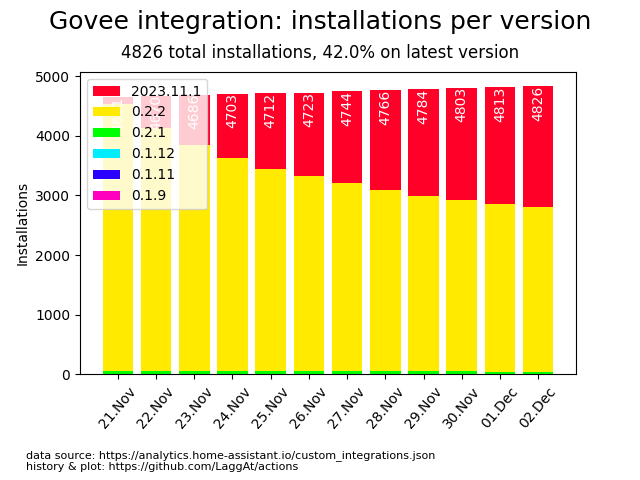 Govee integration: installations per version
4826 total installations, 42.0% on latest version
5000
4000
3000
2000
1000
0
Installations
2023.11.1
0.2.2
0.2.1
0.1.12
0.1.11
0.1.9
4686
4703
4712
4723
4744
4766
4784
4803
4813
4826
21.Nov
22.Nov
23.Nov
24.Nov
25.Nov
26.Nov
27.Nov
28.Nov
29.Nov
30.Nov
01.Dec
02.Dec
data source: https://analytics.home-assistant.io/custom_integrations.json
history & plot: https://github.com/LaggAt/actions